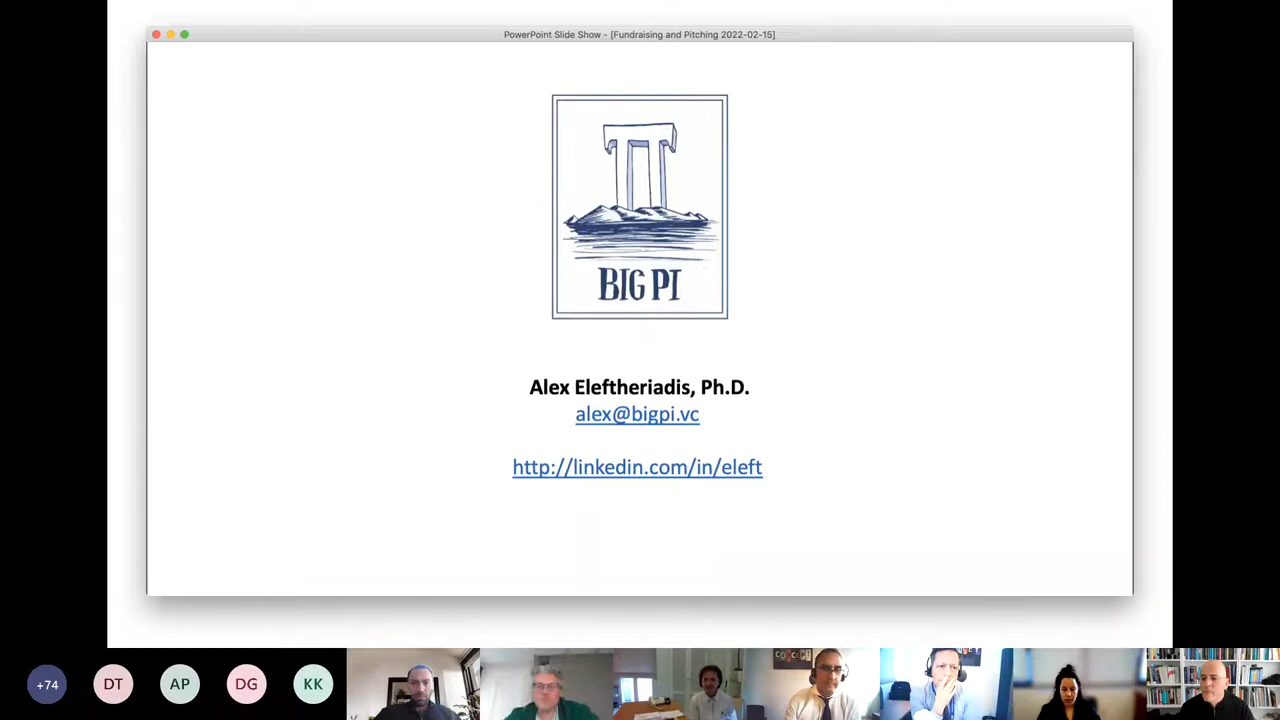 PowerPoint Slide Show - [Fundraising and Pitching 2022-02-15]
BIG PI
Alex Eleftheriadis, Ph.D.
alex@bigpi.vc
http://linkedin.com/in/eleft
+74
DT
AP
DG
KK